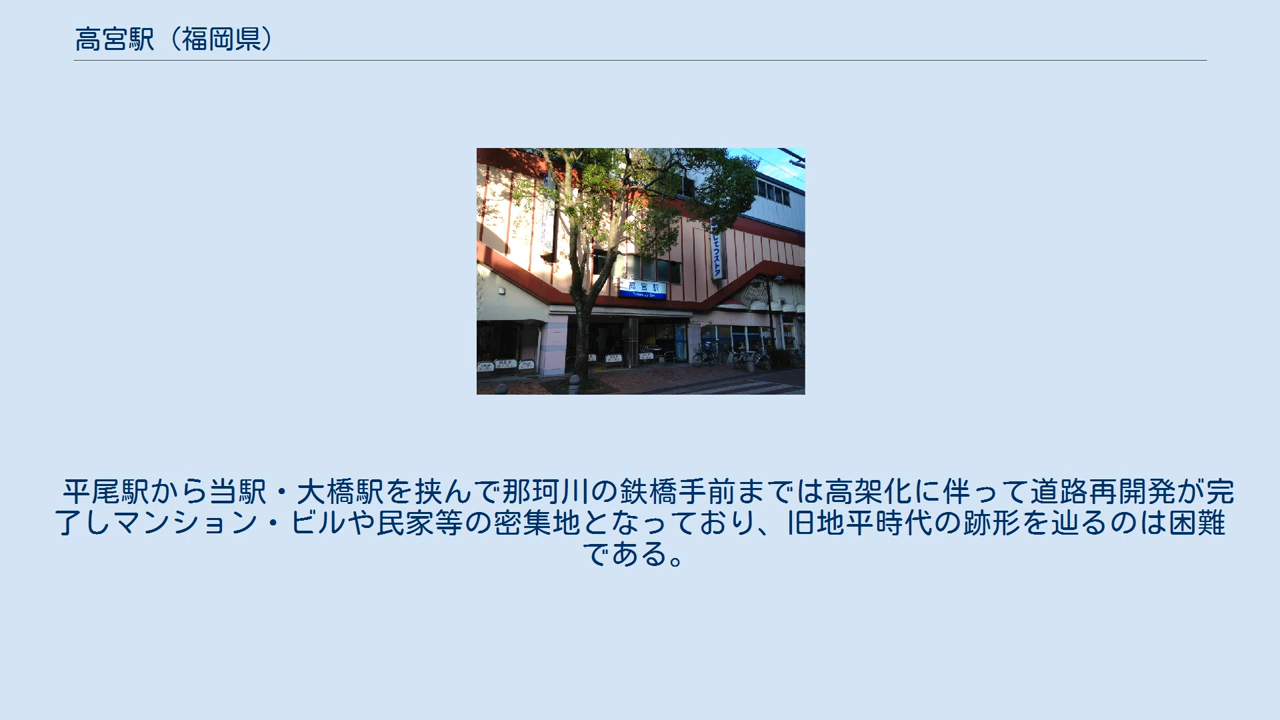 高宮駅（福岡県）
高宮駅
平尾駅から当駅・大橋駅を挟んで那珂川の鉄橋手前までは高架化に伴って道路再開発が完
了しマンション・ビルや民家等の密集地となっており、旧地平時代の跡形を辿るのは困難
である。